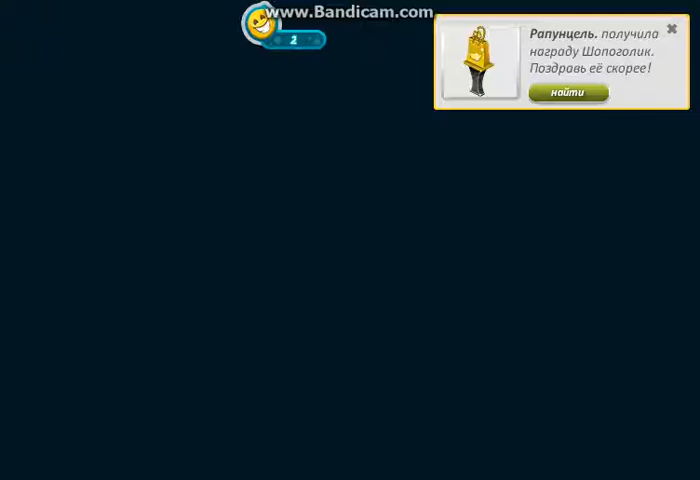 www.Bandicam.com
2
Рапунцель. получила
награду Шопоголик.
Поздравь её скорее!
найти